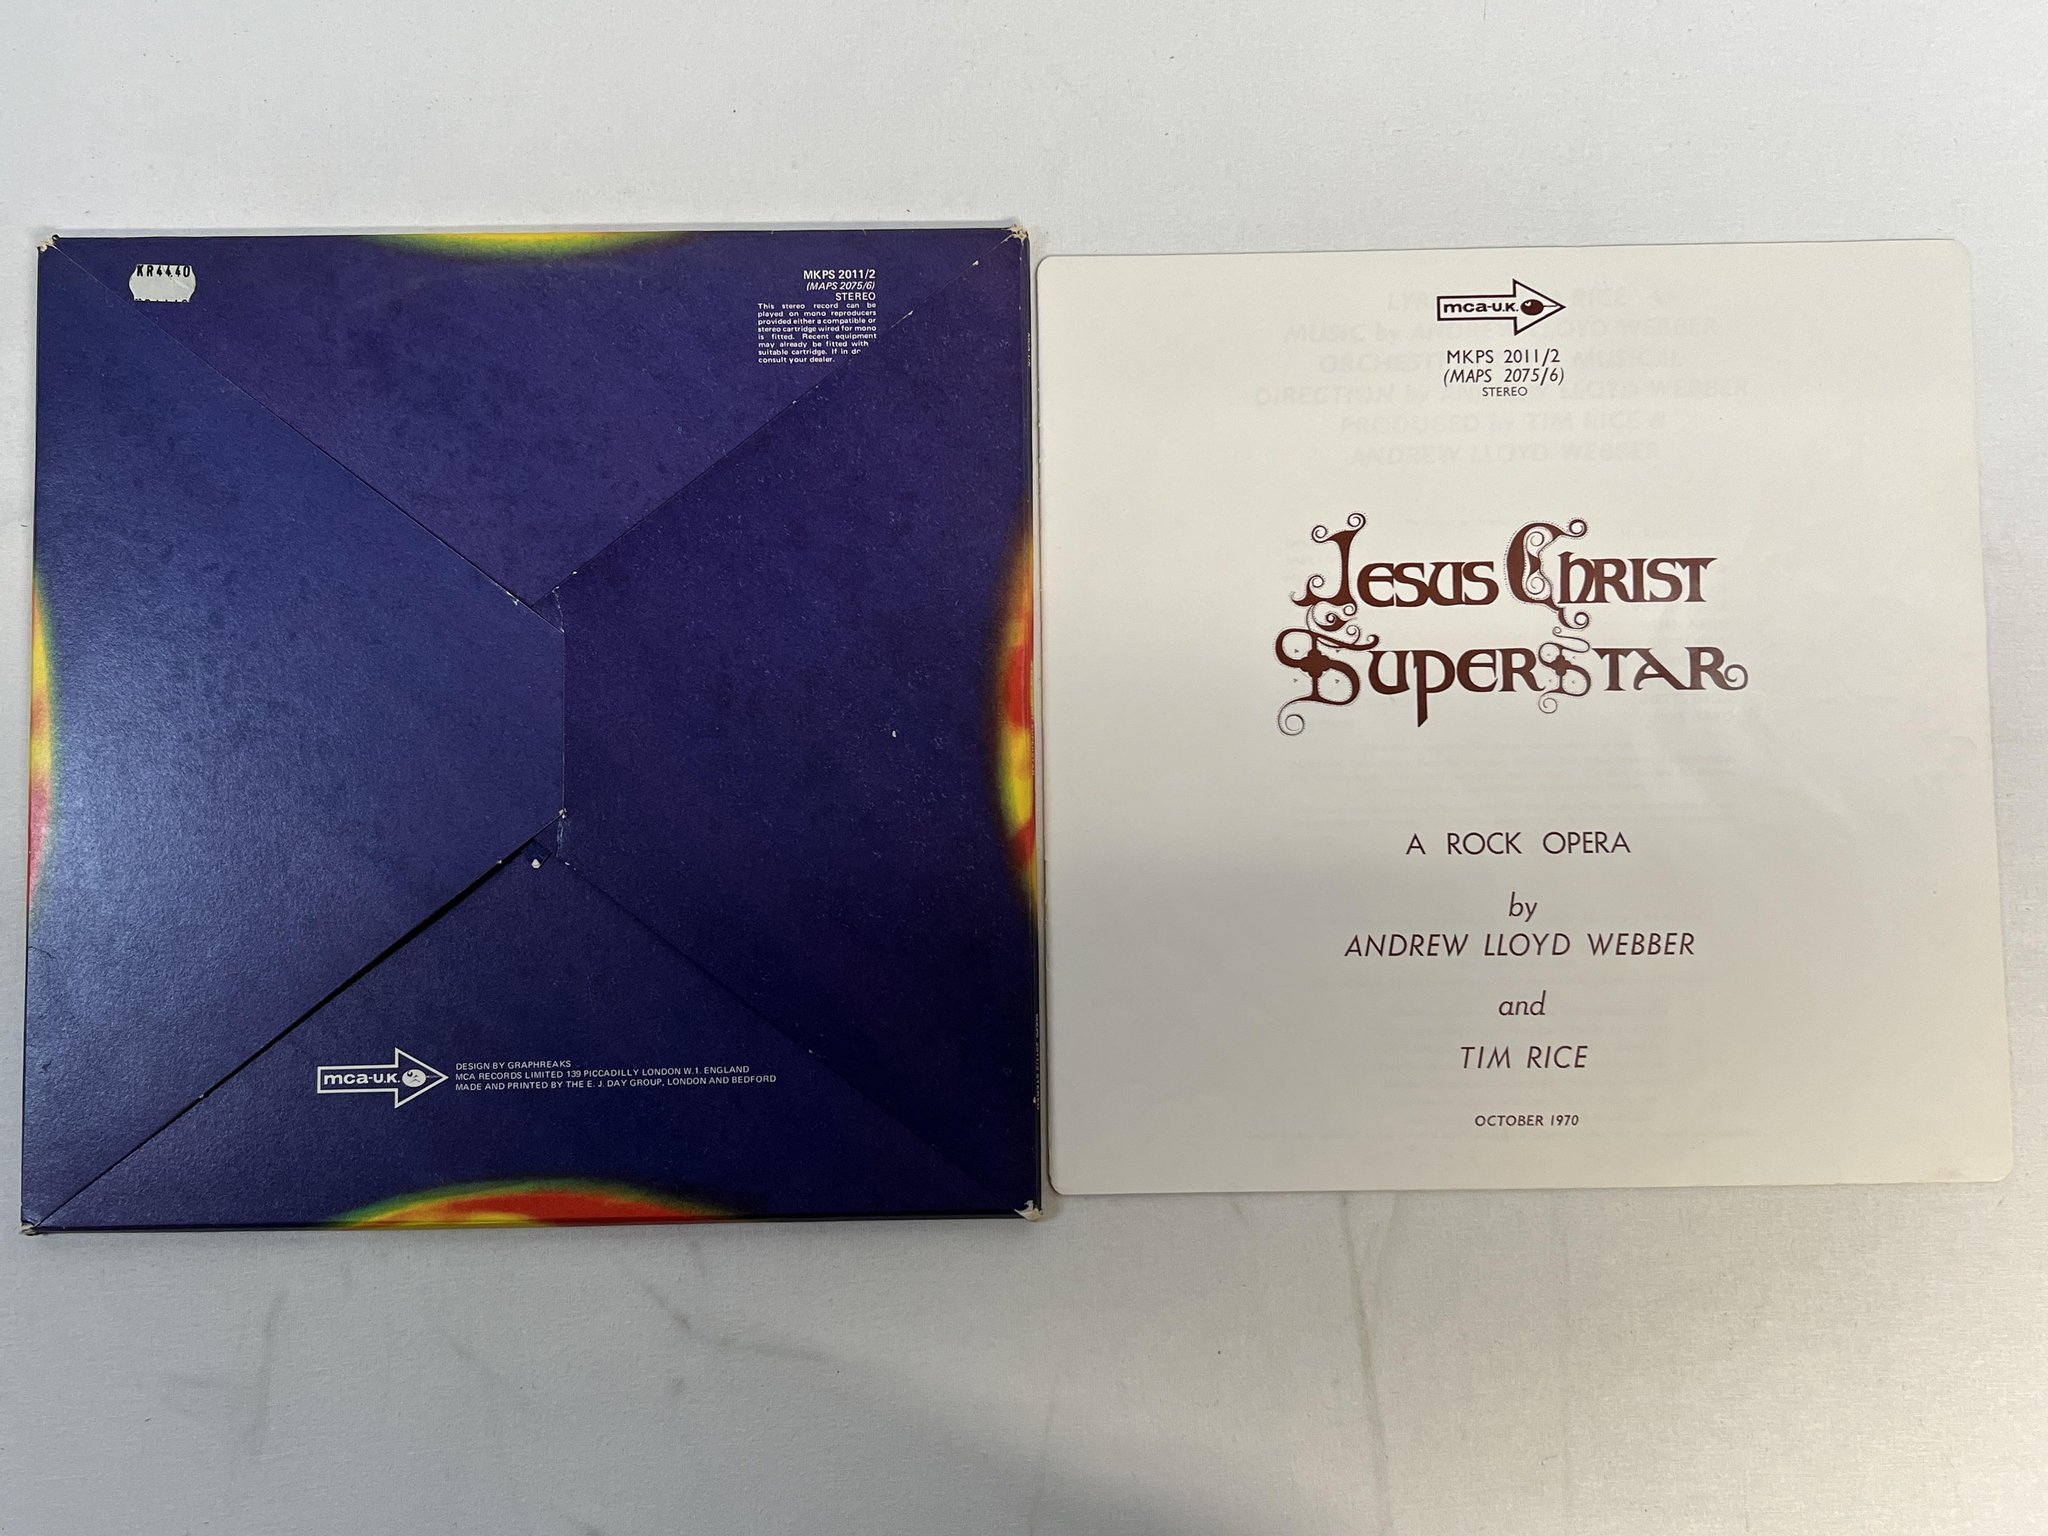 KR4440
MKPS 2011/2
(MAPS 2075/6)
STEREO
This stereo record can be
played on mono reproducers
provided either a compatible or
stereo cartridge wired for mono
is fitted. Recent equipment
may already be fitted with
suitable cartridge. If in
consult your dealer.
mca-U.K.
DESIGN BY GRAPHREAKS
MCA RECORDS LIMITED 139 PICCADILLY LONDON W.1. ENGLAND
MADE AND PRINTED BY THE E. J. DAY GROUP, LONDON AND BEDFORD
mca-U.K.
MKPS 2011/2
(MAPS 2075/6)
STEREO
JESUS CHRIST
SUPERSTAR
A ROCK OPERA
by
ANDREW LLOYD WEBBER
and
TIM RICE
OCTOBER 1970